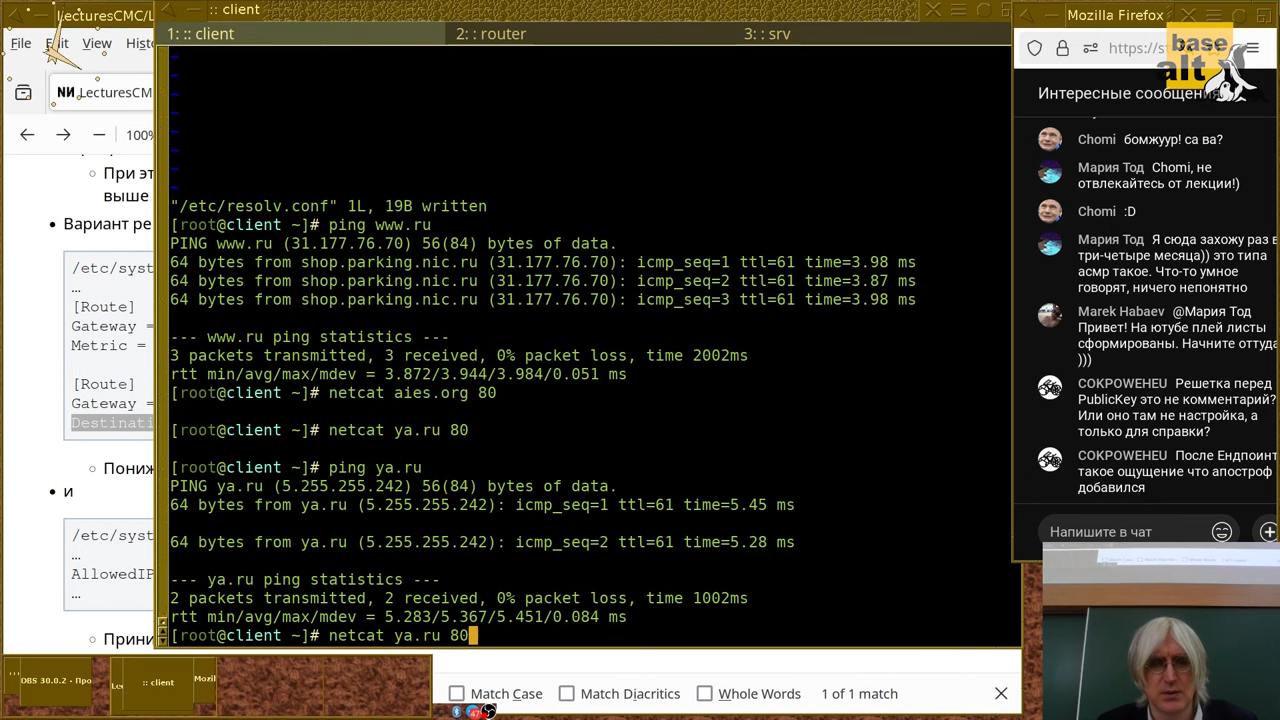 LecturesCMC/L
:: client
Mozilla Firefox
File Edit View Histo
1: :: client
2: : router
3: :: srv
https://st
base
alt
LecturesCM
100%
При эт
выше
Вариант ре
/etc/syst
…
[Route]
Gateway =
Metric =
[Route]
Gateway =
Destinati
Пониж
и
/etc/syst
…
AllowedIP
…
Прини
"/etc/resolv.conf" 1L, 19B written
[root@client ~]# ping www.ru
PING www.ru (31.177.76.70) 56(84) bytes of data.
64 bytes from shop.parking.nic.ru (31.177.76.70): icmp_seq=1 ttl=61 time=3.98 ms
64 bytes from shop.parking.nic.ru (31.177.76.70): icmp_seq=2 ttl=61 time=3.87 ms
64 bytes from shop.parking.nic.ru (31.177.76.70): icmp_seq=3 ttl=61 time=3.98 ms
--- www.ru ping statistics ---
3 packets transmitted, 3 received, 0% packet loss, time 2002ms
rtt min/avg/max/mdev = 3.872/3.944/3.984/0.051 ms
[root@client ~]# netcat aies.org 80
[root@client ~]# netcat ya.ru 80
[root@client ~]# ping ya.ru
PING ya.ru (5.255.255.242) 56(84) bytes of data.
64 bytes from ya.ru (5.255.255.242): icmp_seq=1 ttl=61 time=5.45 ms
64 bytes from ya.ru (5.255.255.242): icmp_seq=2 ttl=61 time=5.28 ms
--- ya.ru ping statistics ---
2 packets transmitted, 2 received, 0% packet loss, time 1002ms
rtt min/avg/max/mdev = 5.283/5.367/5.451/0.084 ms
[root@client ~]# netcat ya.ru 80
Интересные сообщения
Chomi бомжуур! са ва?
Мария Тод Chomi, не
отвлекайтесь от лекции!)
Chomi :D
Мария Тод Я сюда захожу раз в
три-четыре месяца)) это типа
асмр такое. Что-то умное
говорят, ничего непонятно
Marek Habaev @Мария Тод
Привет! На ютубе плей листы
сформированы. Начните оттуда
)))
COKPOWEHEU Решетка перед
PublicKey это не комментарий?
Или оно там не настройка, а
только для справки?
COKPOWEHEU После Ендпоинт
такое ощущение что апостроф
добавился
Напишите в чат
DBS 30.0.2 - Про
Lec
:: client
Mozil
Match Case
Match Diacritics
Whole Words
1 of 1 match